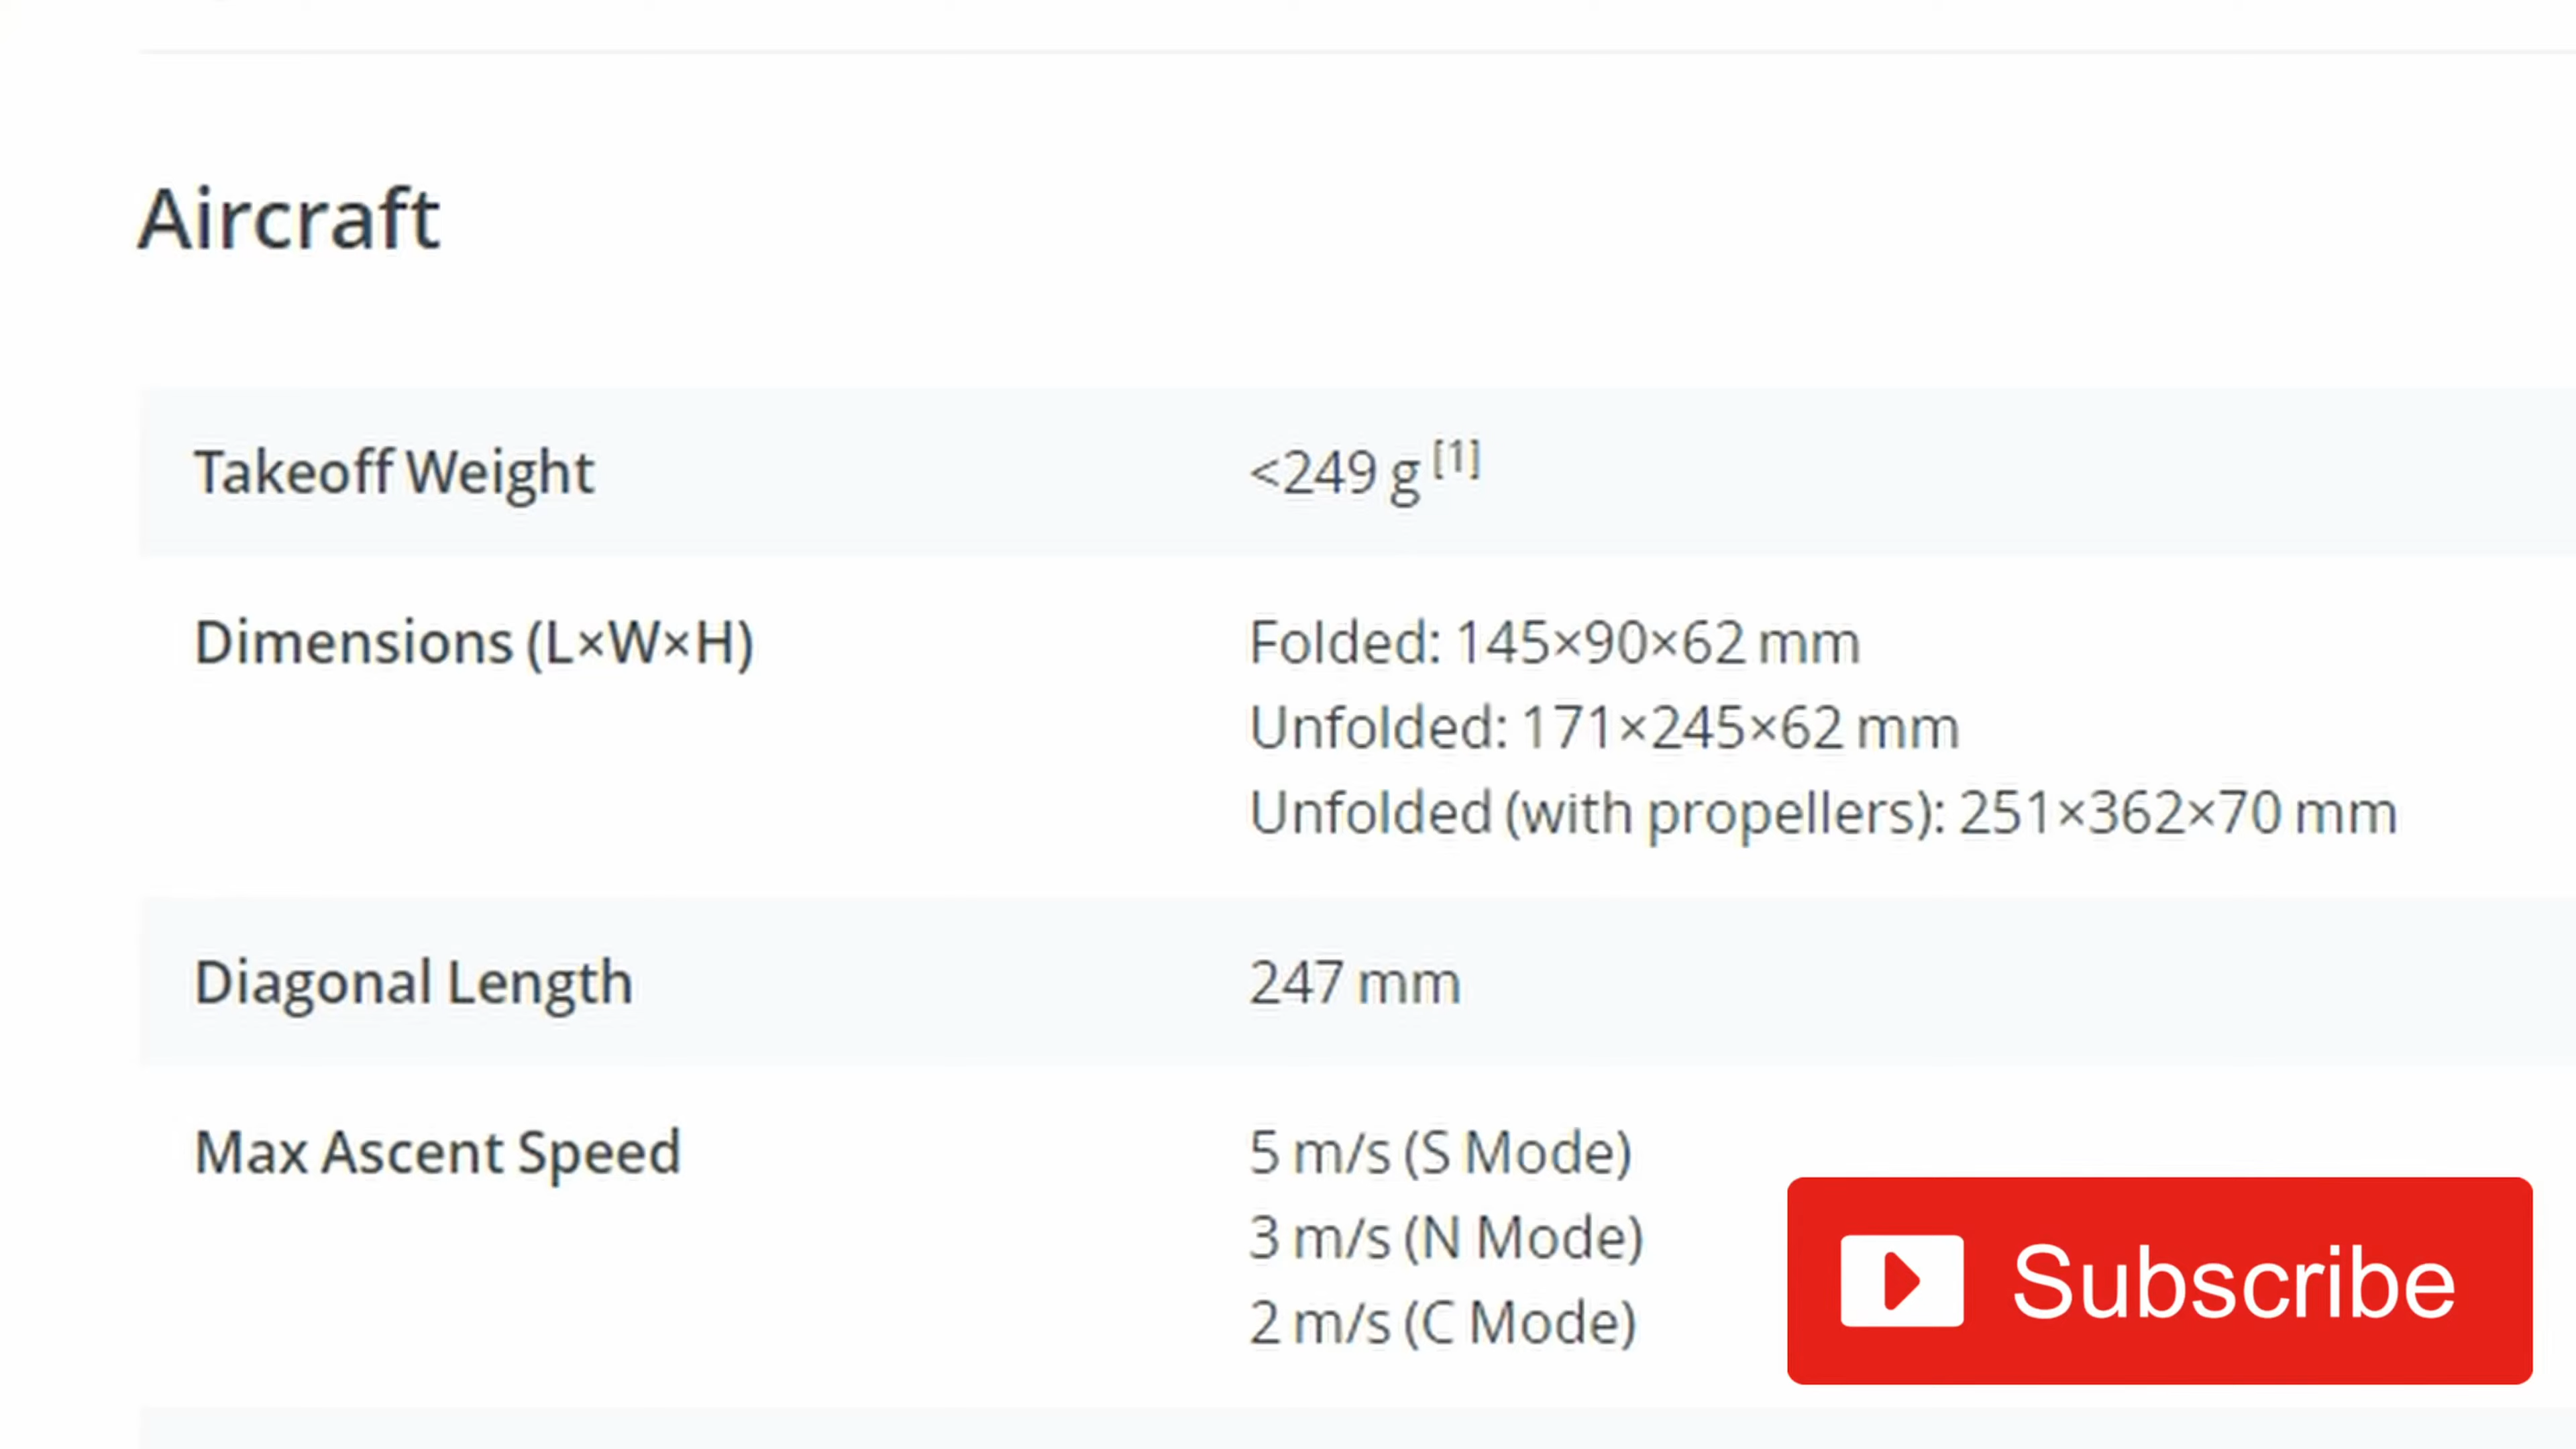 Aircraft
Takeoff Weight <249 g [1]
Dimensions (L×W×H) Folded: 145×90×62 mm
Unfolded: 171×245×62 mm
Unfolded (with propellers): 251×362×70 mm
Diagonal Length 247 mm
Max Ascent Speed 5 m/s (S Mode)
3 m/s (N Mode)
2 m/s (C Mode)
Subscribe